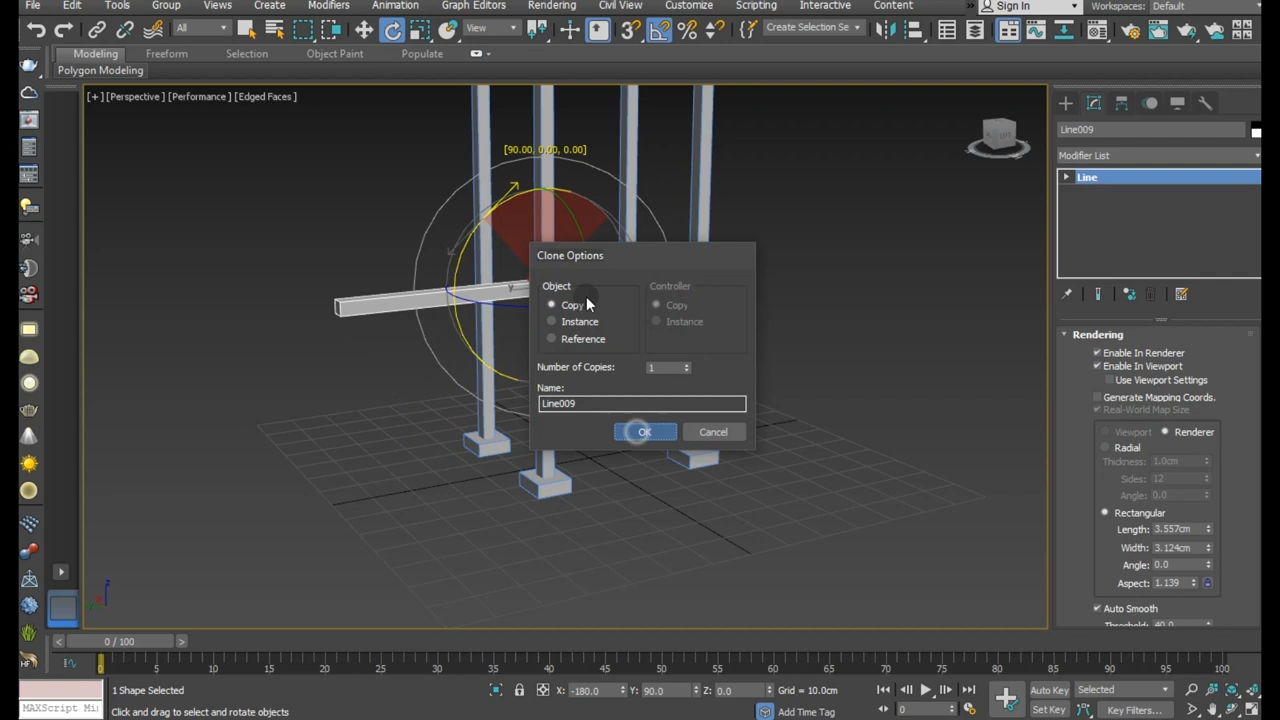 File Edit Tools Group Views Create Modifiers Animation Graph Editors Rendering Civil View Customize Scripting Interactive Content Sign In Workspaces: Default
All View Create Selection Se
Modeling Freeform Selection Object Paint Populate
Polygon Modeling
[+] [Perspective ] [Performance ] [Edged Faces ]
Line009
[90.00, 0.00, 0.00]
Modifier List
Line
Clone Options
Object Controller
Copy Copy
Instance Instance
Reference
Number of Copies: 1
Name:
Line009
OK Cancel
Rendering
Enable In Renderer
Enable In Viewport
Use Viewport Settings
Generate Mapping Coords.
Real-World Map Size
Viewport Renderer
Radial
Thickness: 1.0cm
Sides: 12
Angle: 0.0
Rectangular
Length: 3.557cm
Width: 3.124cm
Angle: 0.0
Aspect: 1.139
Auto Smooth
Threshold: 40.0
y
z
< 0 / 100 >
0 5 10 15 20 25 30 35 40 45 50 55 60 65 70 75 80 85 90 95 100
1 Shape Selected X: -180.0 Y: 90.0 Z: 0.0 Grid = 10.0cm Auto Key Selected
MAXScript Mi Click and drag to select and rotate objects Add Time Tag 0 Set Key Key Filters...